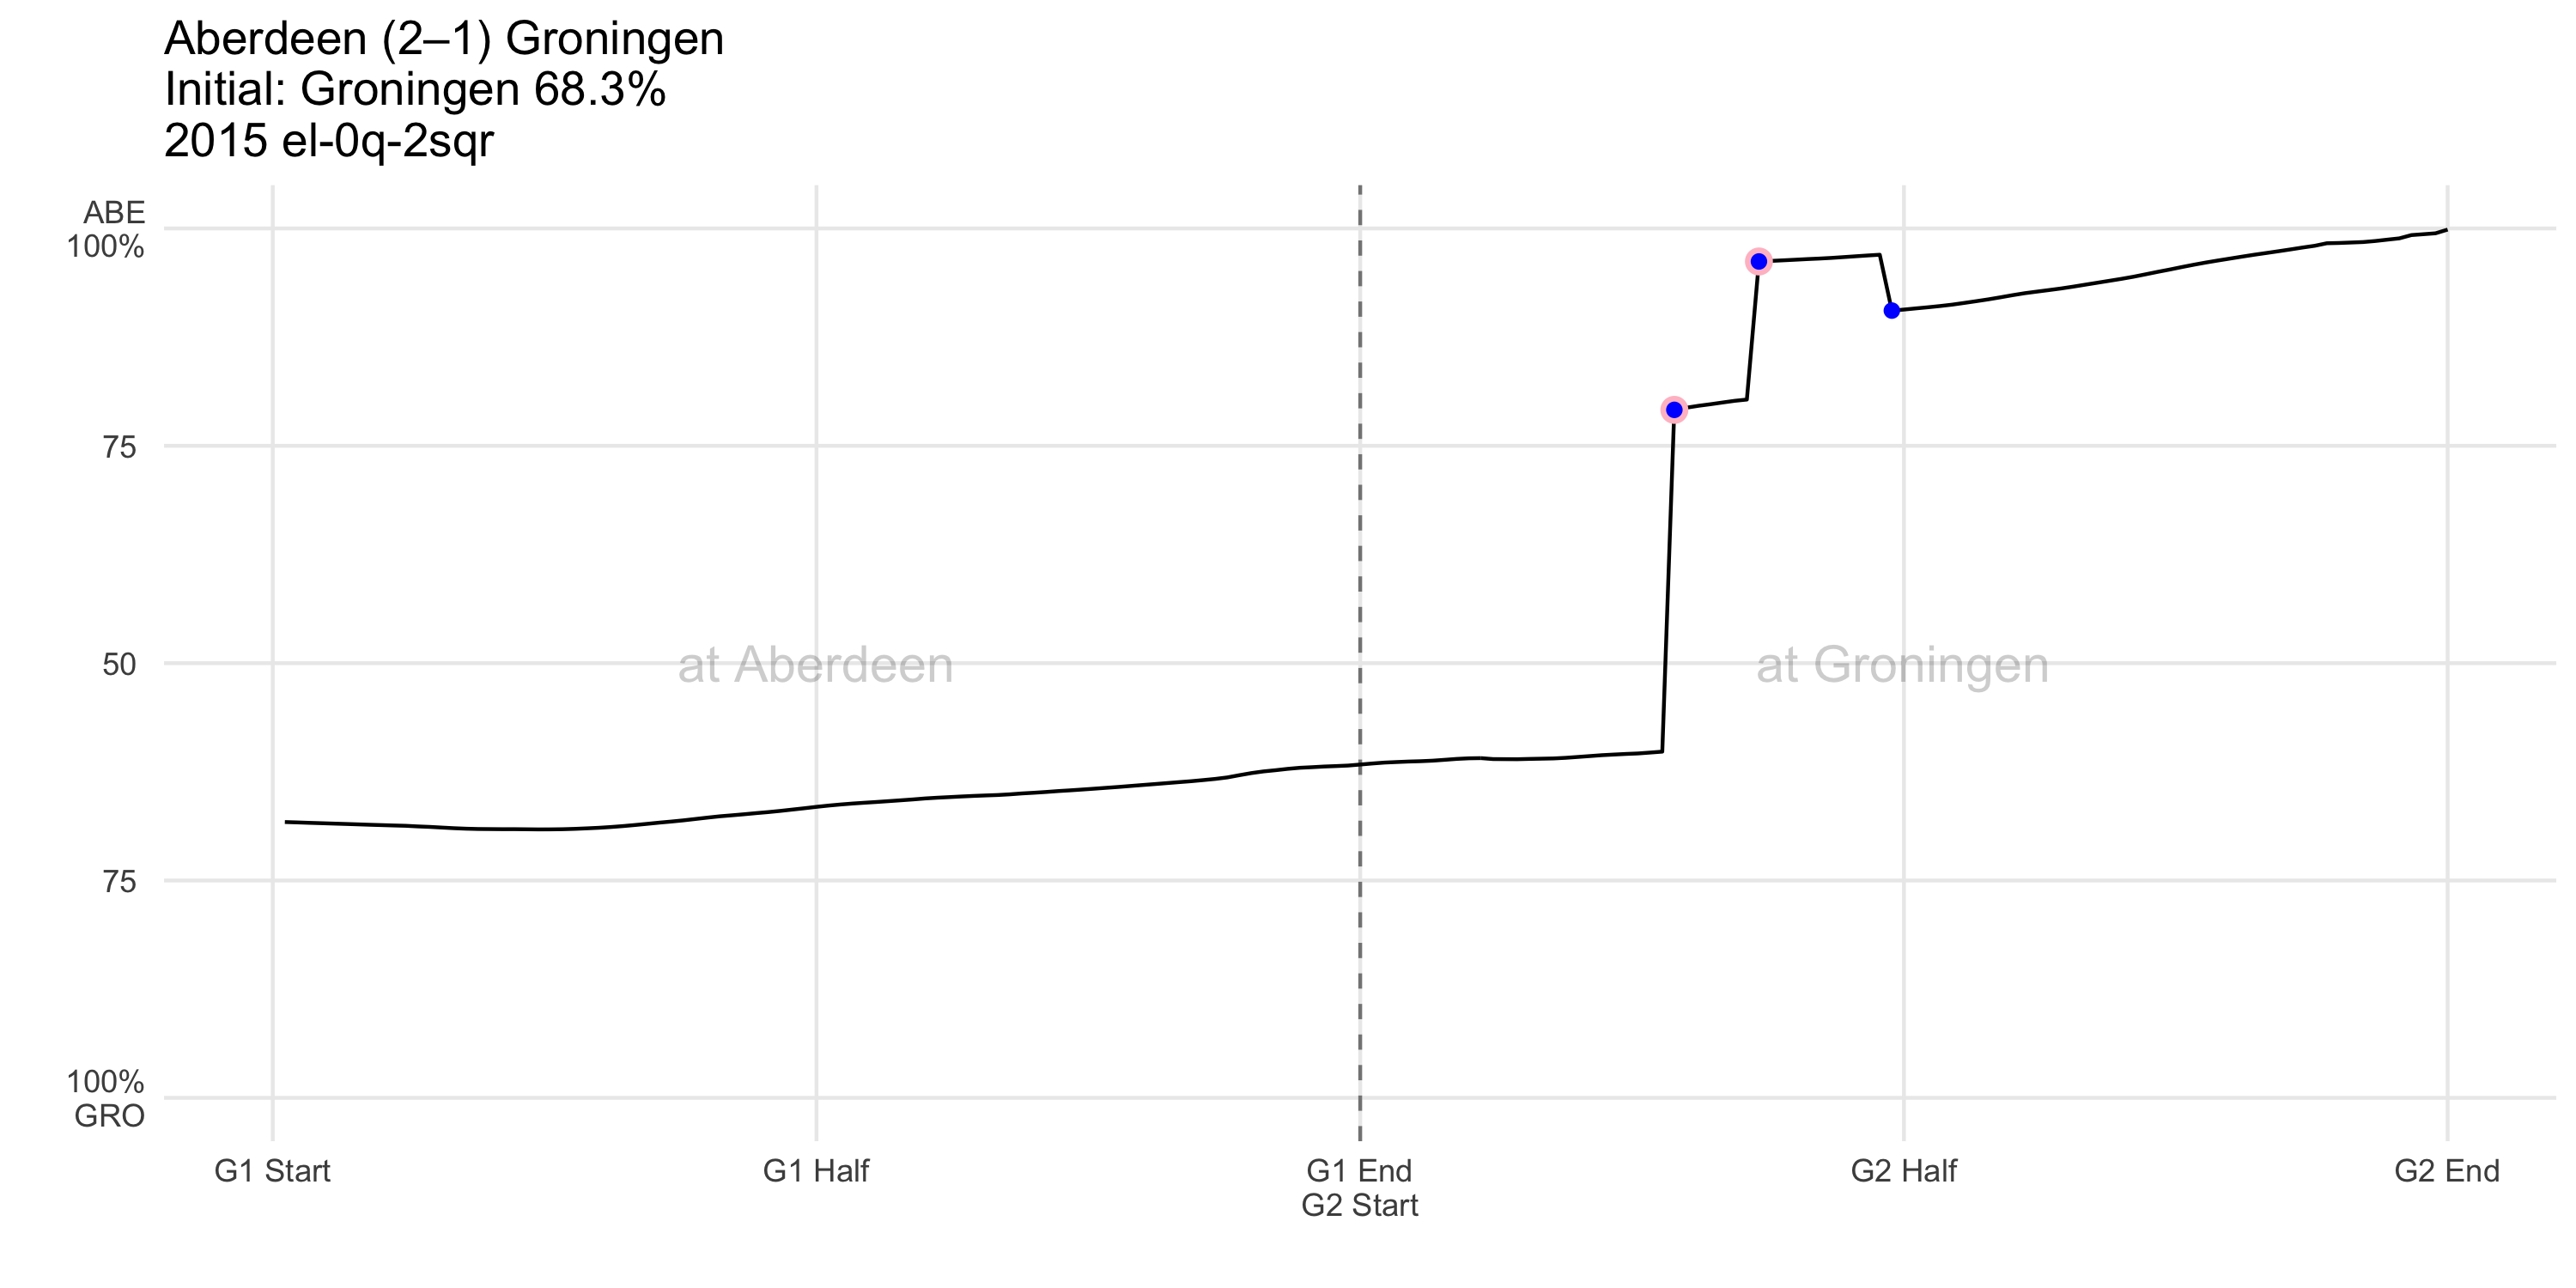 Aberdeen (2–1) Groningen
Initial: Groningen 68.3%
2015 el-0q-2sqr
ABE
100%
75
50
75
100%
GRO
at Aberdeen
at Groningen
G1 Start
G1 Half
G1 End
G2 Start
G2 Half
G2 End